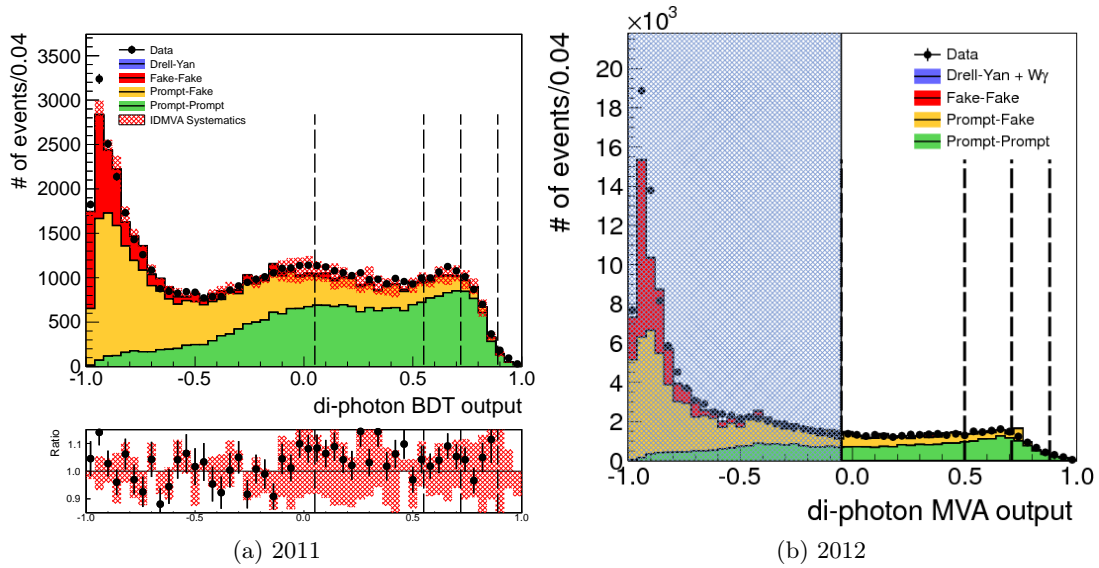 # of events/0.04
3500
3000
2500
2000
1500
1000
500
0
Data
Drell-Yan
Fake-Fake
Prompt-Fake
Prompt-Prompt
IDMVA Systematics
-1.0 -0.5 0.0 0.5 1.0
di-photon BDT output
Ratio
1.1
1.0
0.9
-1.0 -0.5 0.0 0.5 1.0
(a) 2011
×10³
# of events/0.04
20
18
16
14
12
10
8
6
4
2
0
Data
Drell-Yan + Wγ
Fake-Fake
Prompt-Fake
Prompt-Prompt
-1.0 -0.5 -0.0 0.5 1.0
di-photon MVA output
(b) 2012